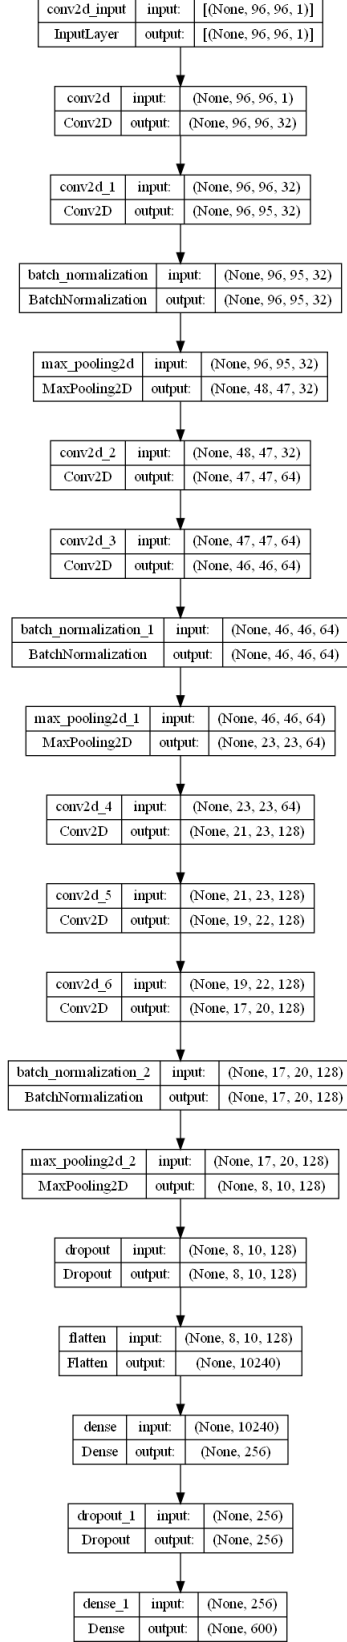 conv2d_input input: [(None, 96, 96, 1)]
InputLayer output: [(None, 96, 96, 1)]
conv2d input: (None, 96, 96, 1)
Conv2D output: (None, 96, 96, 32)
conv2d_1 input: (None, 96, 96, 32)
Conv2D output: (None, 96, 95, 32)
batch_normalization input: (None, 96, 95, 32)
BatchNormalization output: (None, 96, 95, 32)
max_pooling2d input: (None, 96, 95, 32)
MaxPooling2D output: (None, 48, 47, 32)
conv2d_2 input: (None, 48, 47, 32)
Conv2D output: (None, 47, 47, 64)
conv2d_3 input: (None, 47, 47, 64)
Conv2D output: (None, 46, 46, 64)
batch_normalization_1 input: (None, 46, 46, 64)
BatchNormalization output: (None, 46, 46, 64)
max_pooling2d_1 input: (None, 46, 46, 64)
MaxPooling2D output: (None, 23, 23, 64)
conv2d_4 input: (None, 23, 23, 64)
Conv2D output: (None, 21, 23, 128)
conv2d_5 input: (None, 21, 23, 128)
Conv2D output: (None, 19, 22, 128)
conv2d_6 input: (None, 19, 22, 128)
Conv2D output: (None, 17, 20, 128)
batch_normalization_2 input: (None, 17, 20, 128)
BatchNormalization output: (None, 17, 20, 128)
max_pooling2d_2 input: (None, 17, 20, 128)
MaxPooling2D output: (None, 8, 10, 128)
dropout input: (None, 8, 10, 128)
Dropout output: (None, 8, 10, 128)
flatten input: (None, 8, 10, 128)
Flatten output: (None, 10240)
dense input: (None, 10240)
Dense output: (None, 256)
dropout_1 input: (None, 256)
Dropout output: (None, 256)
dense_1 input: (None, 256)
Dense output: (None, 600)